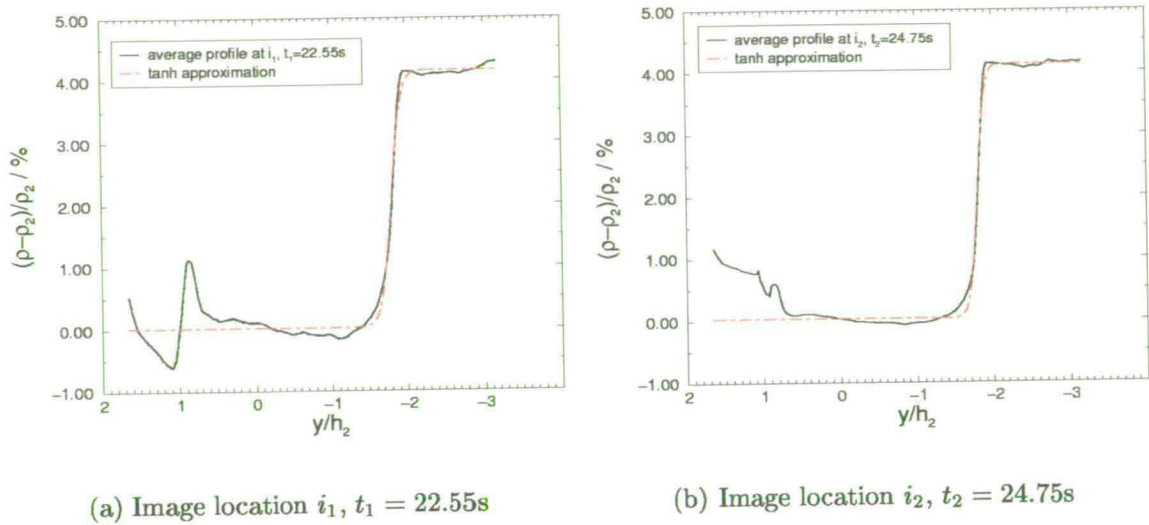 5.00
4.00
3.00
2.00
1.00
0.00
−1.00
(ρ−ρ₂)/ρ₂ / %
average profile at i₁, t₁=22.55s
tanh approximation
2 1 0 −1 −2 −3
y/h₂
(a) Image location i₁, t₁ = 22.55s
5.00
4.00
3.00
2.00
1.00
0.00
−1.00
(ρ−ρ₂)/ρ₂ / %
average profile at i₂, t₂=24.75s
tanh approximation
2 1 0 −1 −2 −3
y/h₂
(b) Image location i₂, t₂ = 24.75s